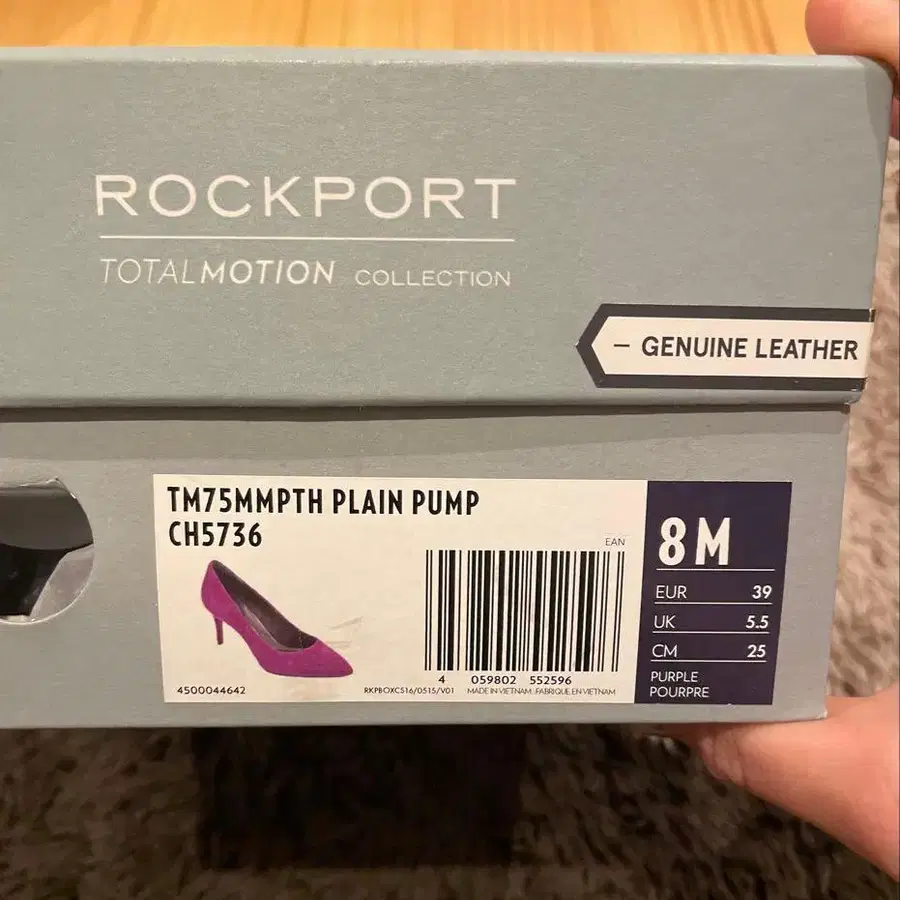 ROCKPORT
TOTALMOTION COLLECTION
– GENUINE LEATHER
TM75MMPTH PLAIN PUMP
CH5736
EAN
4 059802 552596
4500044642
RKPBOXCS16/0515/V01 MADE IN VIETNAM.FABRIQUE.EN VIETNAM
8M
EUR 39
UK 5.5
CM 25
PURPLE
POURPRE